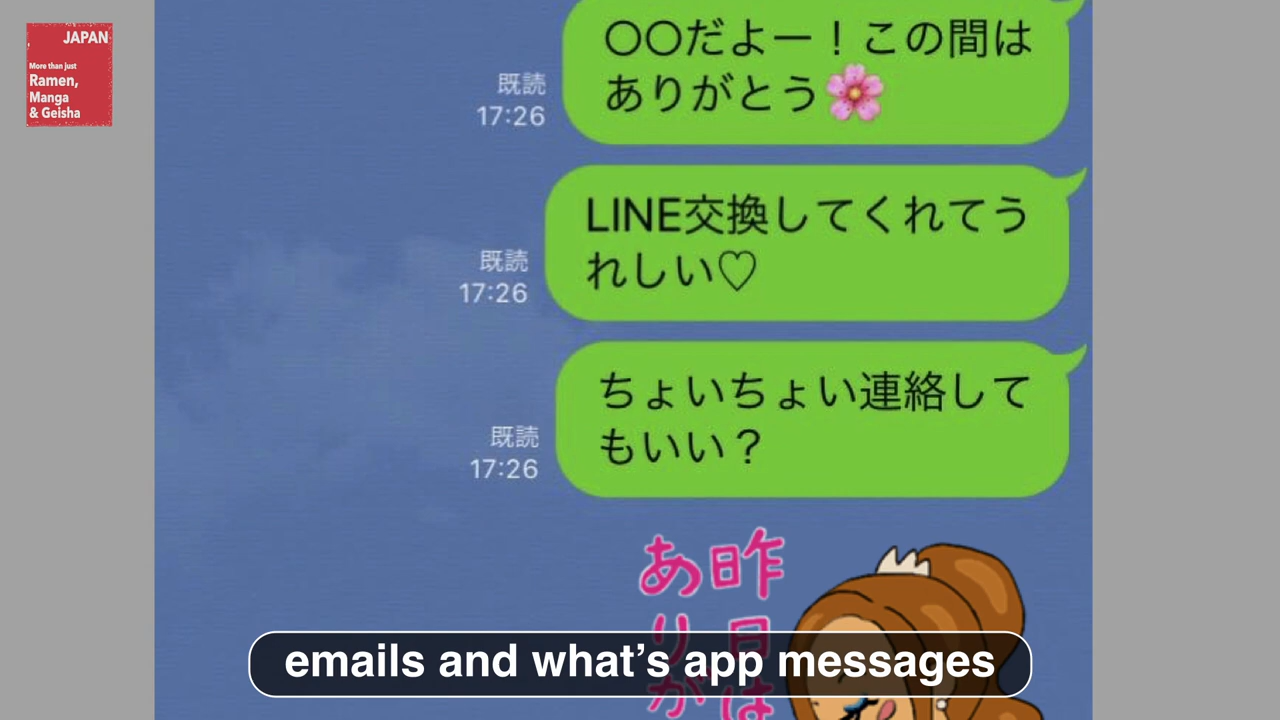 JAPAN
More than just
Ramen,
Manga
& Geisha
〇〇だよー！この間は
ありがとう🌸
既読
17:26
LINE交換してくれてう
れしい♡
既読
17:26
ちょいちょい連絡して
もいい？
既読
17:26
昨日は
ありが
emails and what’s app messages